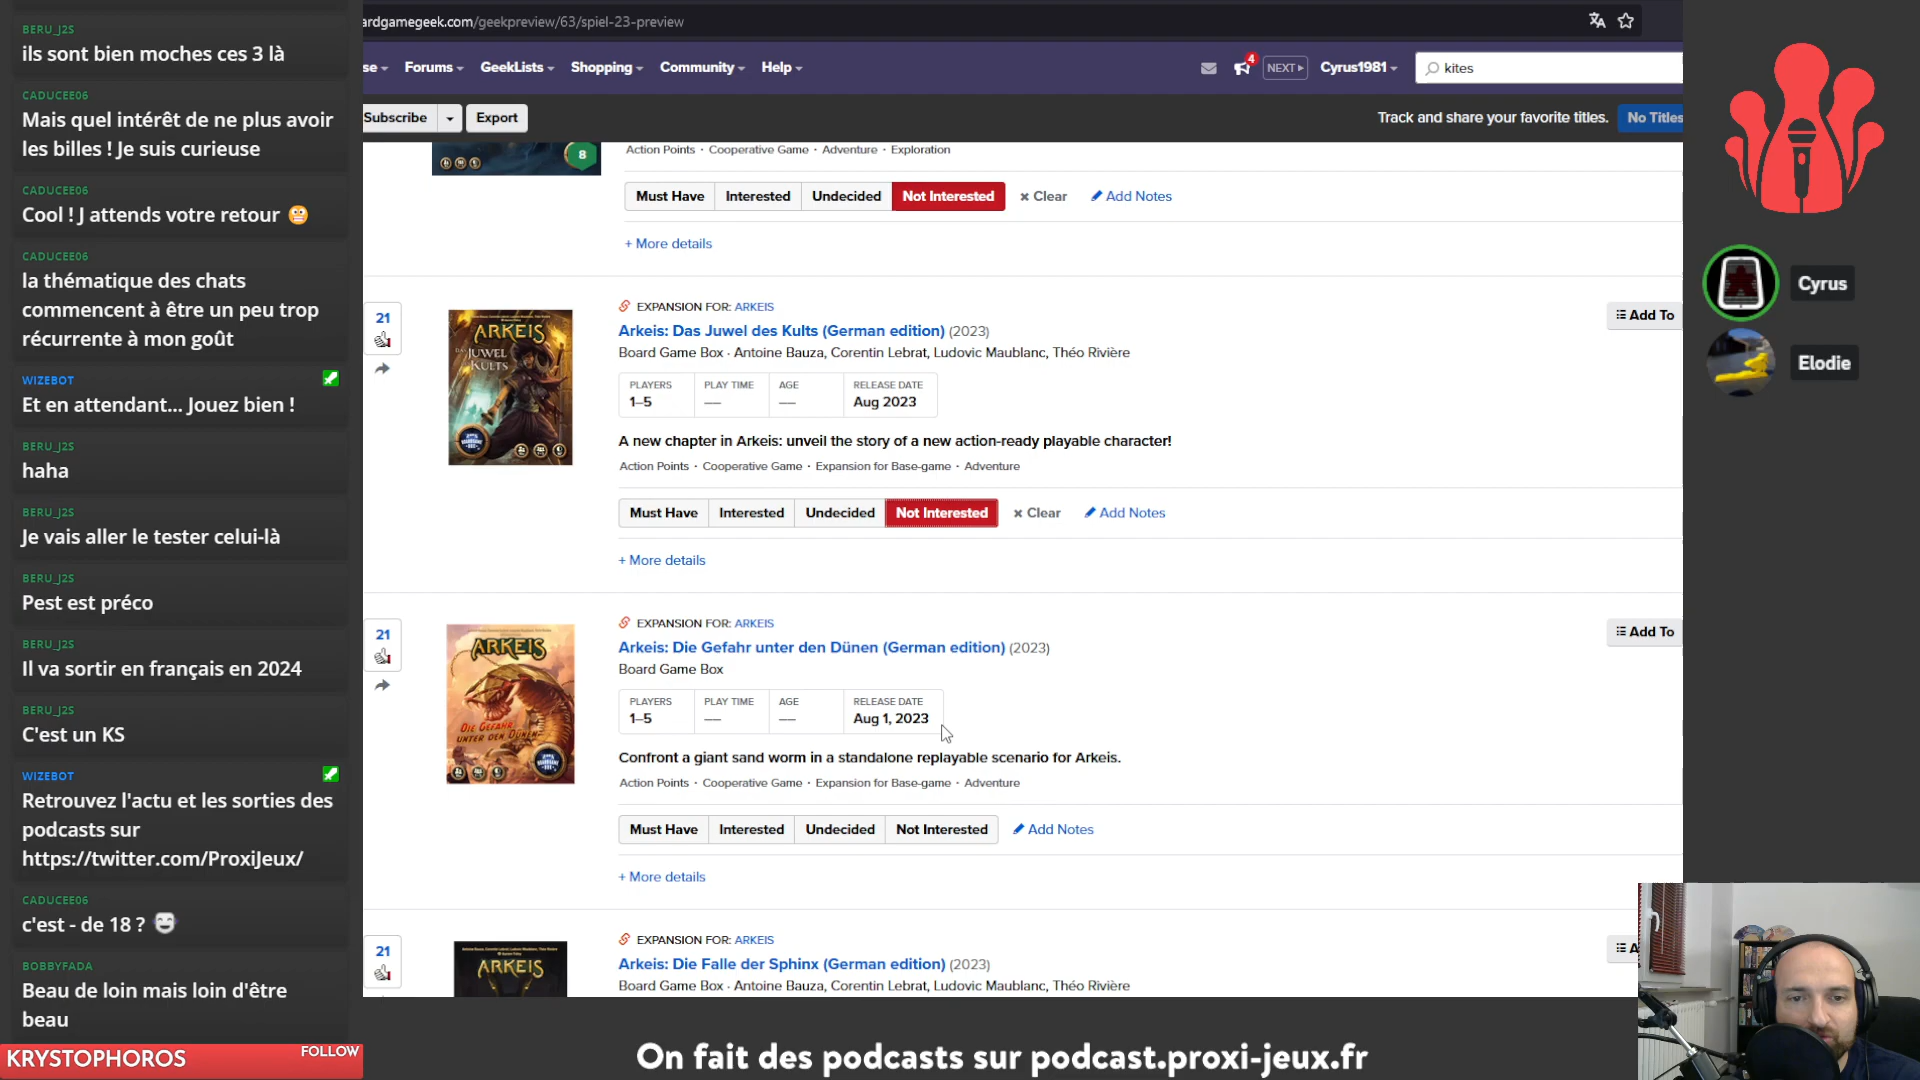 BERU_J2S
ils sont bien moches ces 3 là
CADUCEE06
Mais quel intérêt de ne plus avoir
les billes ! Je suis curieuse
CADUCEE06
Cool ! J attends votre retour
CADUCEE06
la thématique des chats
commencent à être un peu trop
récurrente à mon goût
WIZEBOT
Et en attendant... Jouez bien !
BERU_J2S
haha
BERU_J2S
Je vais aller le tester celui-là
BERU_J2S
Pest est préco
BERU_J2S
Il va sortir en français en 2024
BERU_J2S
C'est un KS
WIZEBOT
Retrouvez l'actu et les sorties des
podcasts sur
https://twitter.com/ProxiJeux/
CADUCEE06
c'est - de 18 ?
BOBBYFADA
Beau de loin mais loin d'être
beau
KRYSTOPHOROS FOLLOW
ardgamegeek.com/geekpreview/63/spiel-23-preview
se Forums GeekLists Shopping Community Help 4 NEXT Cyrus1981 kites
Subscribe Export Track and share your favorite titles. No Titles
8
Action Points · Cooperative Game · Adventure · Exploration
Must Have Interested Undecided Not Interested × Clear Add Notes
+ More details
21
ARKEIS
JUWEL
KULTS
EXPANSION FOR: ARKEIS
Arkeis: Das Juwel des Kults (German edition) (2023)
Add To
Board Game Box · Antoine Bauza, Corentin Lebrat, Ludovic Maublanc, Théo Rivière
PLAYERS PLAY TIME AGE RELEASE DATE
1–5 — — Aug 2023
A new chapter in Arkeis: unveil the story of a new action-ready playable character!
Action Points · Cooperative Game · Expansion for Base-game · Adventure
Must Have Interested Undecided Not Interested × Clear Add Notes
+ More details
21
ARKEIS
DIE GEFAHR
UNTER DEN DÜNEN
EXPANSION FOR: ARKEIS
Arkeis: Die Gefahr unter den Dünen (German edition) (2023)
Add To
Board Game Box
PLAYERS PLAY TIME AGE RELEASE DATE
1–5 — — Aug 1, 2023
Confront a giant sand worm in a standalone replayable scenario for Arkeis.
Action Points · Cooperative Game · Expansion for Base-game · Adventure
Must Have Interested Undecided Not Interested Add Notes
+ More details
21
ARKEIS
EXPANSION FOR: ARKEIS
Arkeis: Die Falle der Sphinx (German edition) (2023)
A
Board Game Box · Antoine Bauza, Corentin Lebrat, Ludovic Maublanc, Théo Rivière
Cyrus
Elodie
On fait des podcasts sur podcast.proxi-jeux.fr